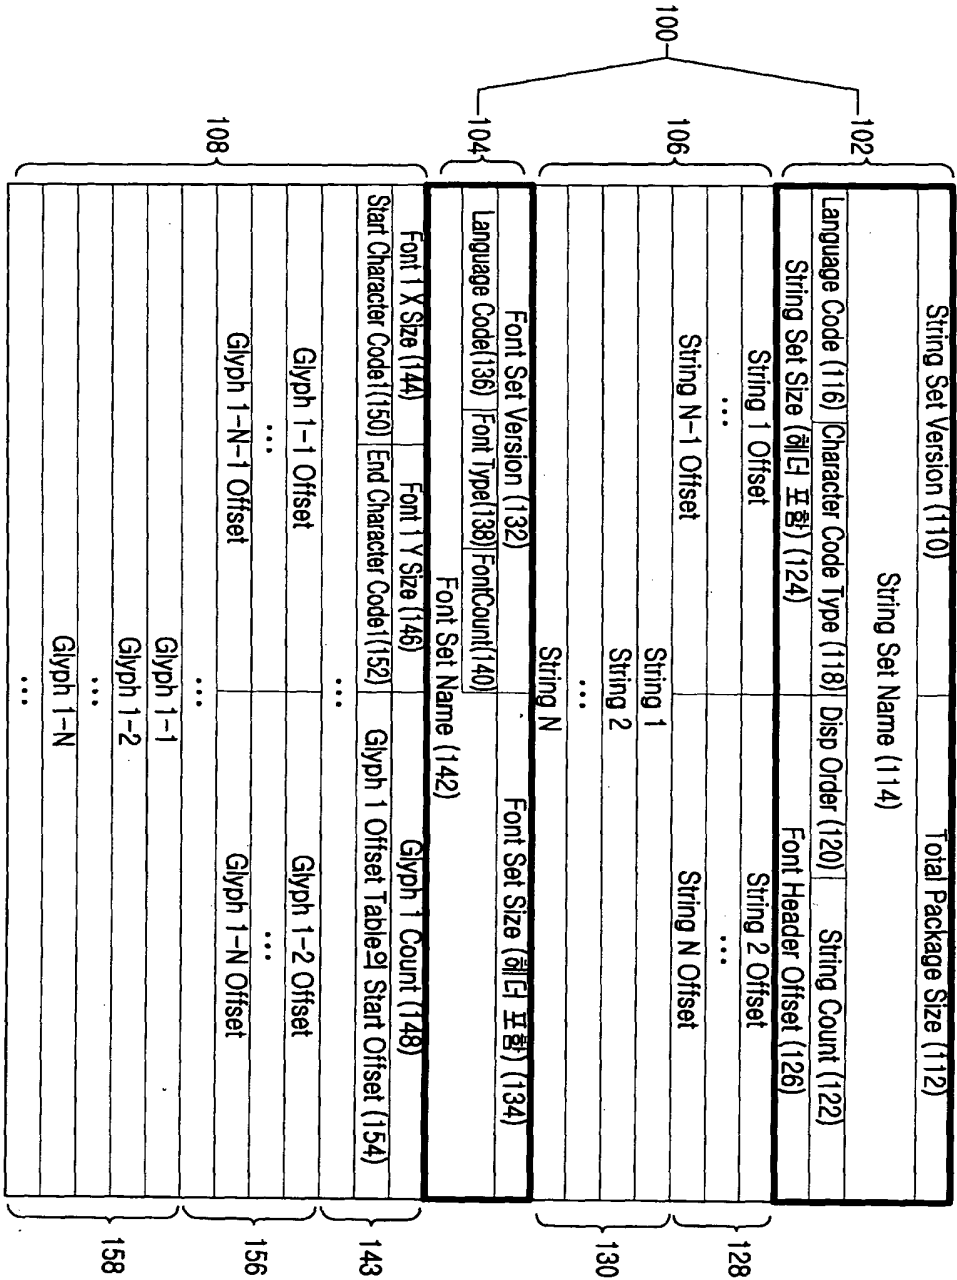 100
102
String Set Version (110) Total Package Size (112)
String Set Name (114)
Language Code (116) Character Code Type (118) Disp Order (120) String Count (122)
String Set Size (헤더 포함) (124) Font Header Offset (126)
106
String 1 Offset String 2 Offset
... ...
String N-1 Offset String N Offset
128
String 1
String 2
...
String N
130
104
Font Set Version (132) Font Set Size (헤더 포함) (134)
Language Code(136) Font Type(138) FontCount(140)
Font Set Name (142)
108
Font 1 X Size (144) Font 1 Y Size (146) Glyph 1 Count (148)
Start Character Code1(150) End Character Code1(152) Glyph 1 Offset Table의 Start Offset (154)
...
143
Glyph 1-1 Offset Glyph 1-2 Offset
... ...
Glyph 1-N-1 Offset Glyph 1-N Offset
...
156
Glyph 1-1
Glyph 1-2
...
Glyph 1-N
...
158